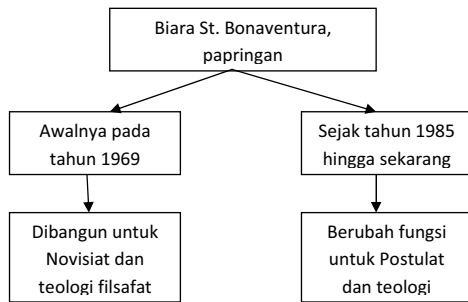 Biara St. Bonaventura,
papringan
Awalnya pada
tahun 1969
Sejak tahun 1985
hingga sekarang
Dibangun untuk
Novisiat dan
teologi filsafat
Berubah fungsi
untuk Postulat
dan teologi